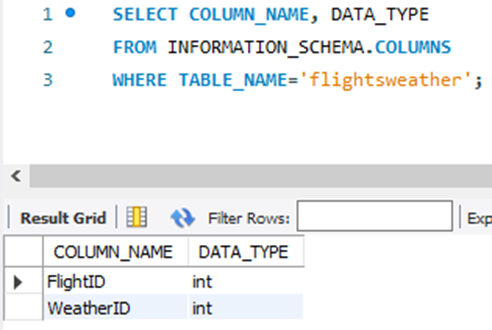 1 SELECT COLUMN_NAME, DATA_TYPE
2 FROM INFORMATION_SCHEMA.COLUMNS
3 WHERE TABLE_NAME='flightsweather';
Result Grid Filter Rows: Exp
COLUMN_NAME DATA_TYPE
FlightID int
WeatherID int